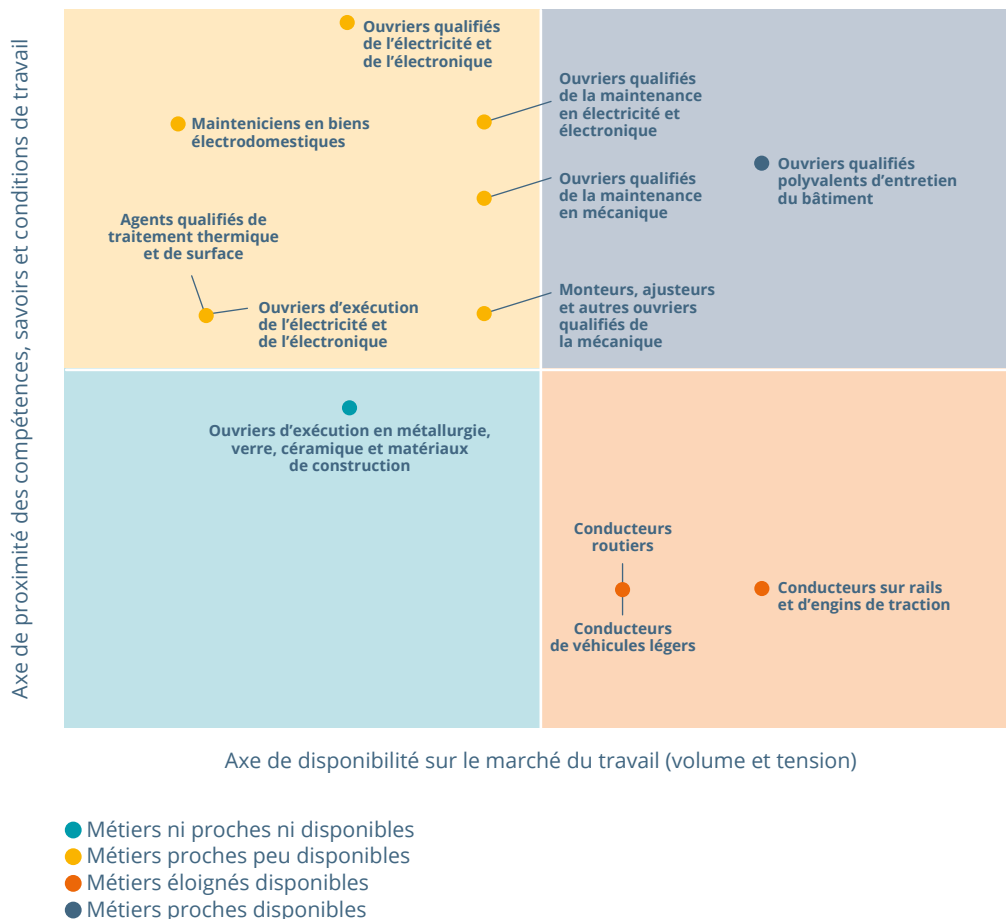 Axe de proximité des compétences, savoirs et conditions de travail
Ouvriers qualifiés
de l’électricité et
de l’électronique
Mainteniciens en biens
électrodomestiques
Ouvriers qualifiés
de la maintenance
en électricité et
électronique
Ouvriers qualifiés
polyvalents d’entretien
du bâtiment
Ouvriers qualifiés
de la maintenance
en mécanique
Agents qualifiés de
traitement thermique
et de surface
Ouvriers d’exécution
de l’électricité et
de l’électronique
Monteurs, ajusteurs
et autres ouvriers
qualifiés de
la mécanique
Ouvriers d’exécution en métallurgie,
verre, céramique et matériaux
de construction
Conducteurs
routiers
Conducteurs
de véhicules légers
Conducteurs sur rails
et d’engins de traction
Axe de disponibilité sur le marché du travail (volume et tension)
Métiers ni proches ni disponibles
Métiers proches peu disponibles
Métiers éloignés disponibles
Métiers proches disponibles